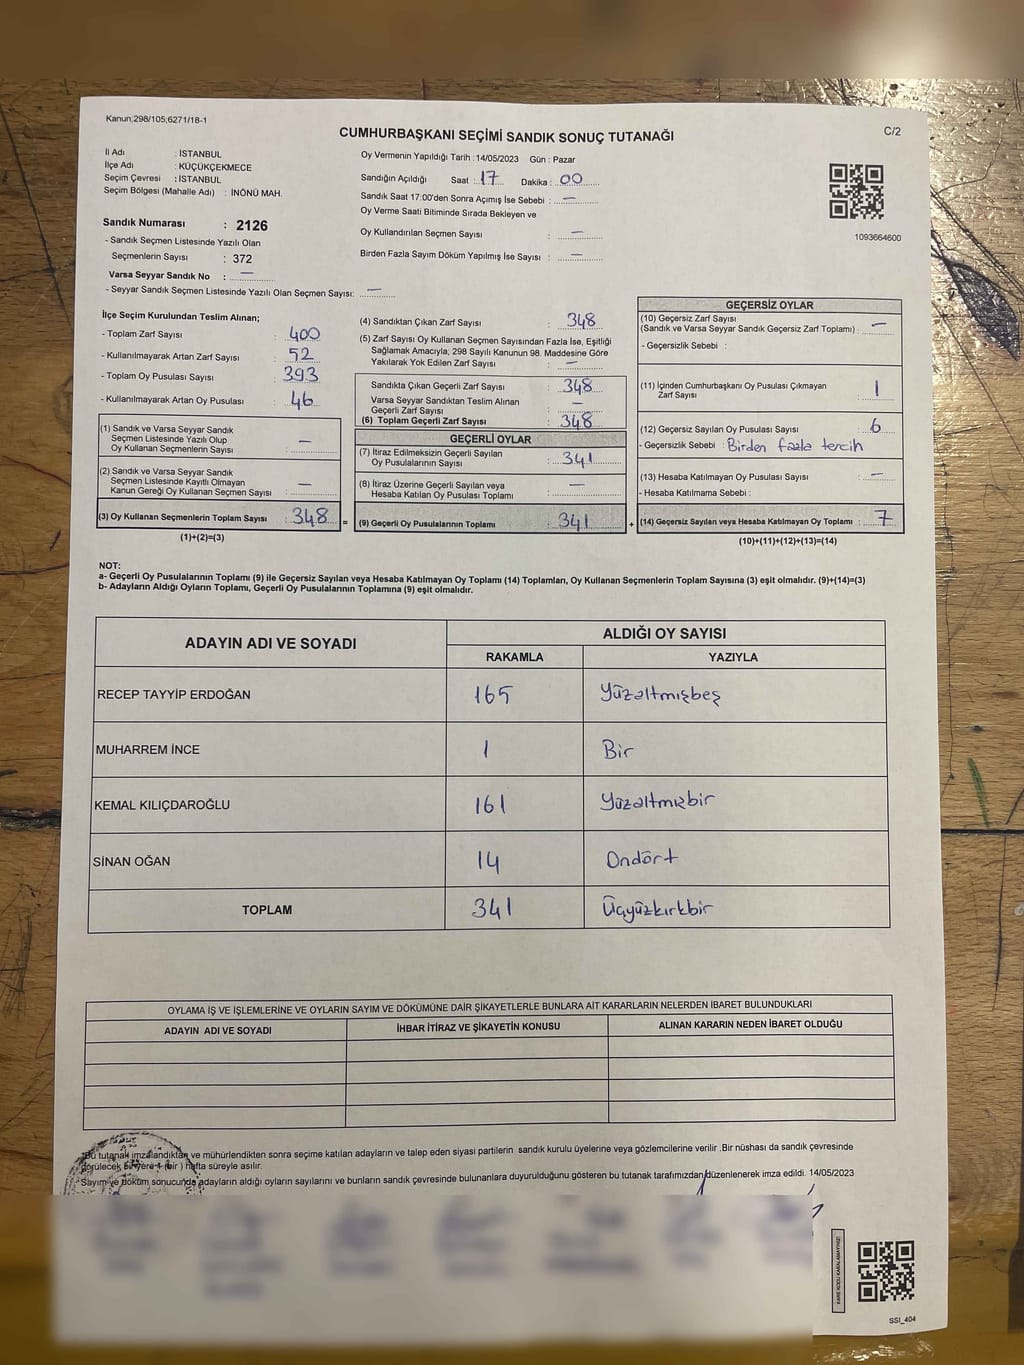 Kanun;298/105;6271/18-1
CUMHURBAŞKANI SEÇİMİ SANDIK SONUÇ TUTANAĞI
C/2
İl Adı : İSTANBUL
İlçe Adı : KÜÇÜKÇEKMECE
Seçim Çevresi : İSTANBUL
Seçim Bölgesi (Mahalle Adı) : İNÖNÜ MAH.
Sandık Numarası : 2126
- Sandık Seçmen Listesinde Yazılı Olan
Seçmenlerin Sayısı : 372
Varsa Seyyar Sandık No : —
- Seyyar Sandık Seçmen Listesinde Yazılı Olan Seçmen Sayısı: —
Oy Vermenin Yapıldığı Tarih : 14/05/2023 Gün : Pazar
Sandığın Açıldığı Saat : 17 Dakika : 00
Sandık Saat 17:00'den Sonra Açımış İse Sebebi : —
Oy Verme Saati Bitiminde Sırada Bekleyen ve
Oy Kullandırılan Seçmen Sayısı : —
Birden Fazla Sayım Döküm Yapılmış İse Sayısı : —
1093664600
İlçe Seçim Kurulundan Teslim Alınan;
- Toplam Zarf Sayısı : 400
- Kullanılmayarak Artan Zarf Sayısı : 52
- Toplam Oy Pusulası Sayısı : 393
- Kullanılmayarak Artan Oy Pusulası : 46
(1) Sandık ve Varsa Seyyar Sandık
Seçmen Listesinde Yazılı Olup
Oy Kullanan Seçmenlerin Sayısı : —
(2) Sandık ve Varsa Seyyar Sandık
Seçmen Listesinde Kayıtlı Olmayan
Kanun Gereği Oy Kullanan Seçmen Sayısı : —
(3) Oy Kullanan Seçmenlerin Toplam Sayısı : 348 =
(1)+(2)=(3)
(4) Sandıktan Çıkan Zarf Sayısı : 348
(5) Zarf Sayısı Oy Kullanan Seçmen Sayısından Fazla İse, Eşitliği
Sağlamak Amacıyla; 298 Sayılı Kanunun 98. Maddesine Göre
Yakılarak Yok Edilen Zarf Sayısı : —
Sandıkta Çıkan Geçerli Zarf Sayısı : 348
Varsa Seyyar Sandıktan Teslim Alınan
Geçerli Zarf Sayısı : —
(6) Toplam Geçerli Zarf Sayısı : 348
GEÇERLİ OYLAR
(7) İtiraz Edilmeksizin Geçerli Sayılan
Oy Pusulalarının Sayısı : 341
(8) İtiraz Üzerine Geçerli Sayılan veya
Hesaba Katılan Oy Pusulası Toplamı : —
(9) Geçerli Oy Pusulalarının Toplamı : 341 +
GEÇERSİZ OYLAR
(10) Geçersiz Zarf Sayısı
(Sandık ve Varsa Seyyar Sandık Geçersiz Zarf Toplamı) : —
- Geçersizlik Sebebi :
(11) İçinden Cumhurbaşkanı Oy Pusulası Çıkmayan
Zarf Sayısı : 1
(12) Geçersiz Sayılan Oy Pusulası Sayısı : 6
- Geçersizlik Sebebi : Birden fazla tercih
(13) Hesaba Katılmayan Oy Pusulası Sayısı : —
- Hesaba Katılmama Sebebi :
(14) Geçersiz Sayılan veya Hesaba Katılmayan Oy Toplamı : 7
(10)+(11)+(12)+(13)=(14)
NOT:
a- Geçerli Oy Pusulalarının Toplamı (9) ile Geçersiz Sayılan veya Hesaba Katılmayan Oy Toplamı (14) Toplamları, Oy Kullanan Seçmenlerin Toplam Sayısına (3) eşit olmalıdır. (9)+(14)=(3)
b- Adayların Aldığı Oyların Toplamı, Geçerli Oy Pusulalarının Toplamına (9) eşit olmalıdır.
ADAYIN ADI VE SOYADI
ALDIĞI OY SAYISI
RAKAMLA YAZIYLA
RECEP TAYYİP ERDOĞAN 165 Yüzaltmışbeş
MUHARREM İNCE 1 Bir
KEMAL KILIÇDAROĞLU 161 Yüzaltmışbir
SİNAN OĞAN 14 Ondört
TOPLAM 341 Üçyüzkırkbir
OYLAMA İŞ VE İŞLEMLERİNE VE OYLARIN SAYIM VE DÖKÜMÜNE DAİR ŞİKAYETLERLE BUNLARA AİT KARARLARIN NELERDEN İBARET BULUNDUKLARI
ADAYIN ADI VE SOYADI İHBAR İTİRAZ VE ŞİKAYETİN KONUSU ALINAN KARARIN NEDEN İBARET OLDUĞU
Bu tutanak imzalandıktan ve mühürlendikten sonra seçime katılan adayların ve talep eden siyasi partilerin sandık kurulu üyelerine veya gözlemcilerine verilir. Bir nüshası da sandık çevresinde
görülecek bir yere 1 (bir) hafta süreyle asılır.
Sayım ve döküm sonucunda adayların aldığı oyların sayılarını ve bunların sandık çevresinde bulunanlara duyurulduğunu gösteren bu tutanak tarafımızdan düzenlenerek imza edildi. 14/05/2023
KARE KODU KARALAMAYINIZ!
SSI_404